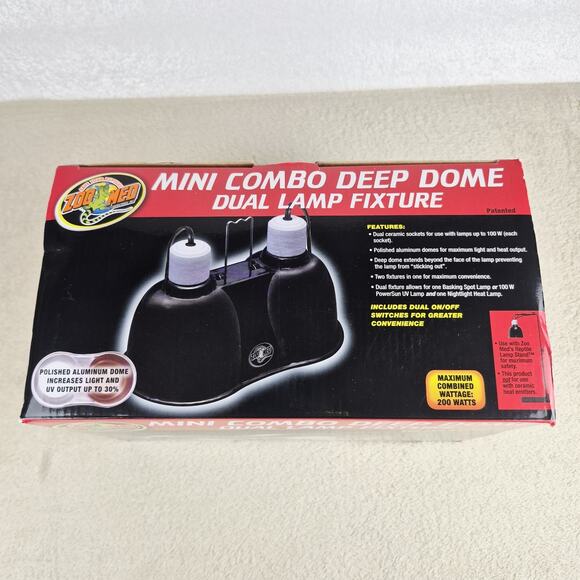 ZOO MED
MINI COMBO DEEP DOME
DUAL LAMP FIXTURE
Patented
FEATURES:
• Dual ceramic sockets for use with lamps up to 100 W (each
socket).
• Polished aluminum domes for maximum light and heat output.
• Deep dome extends beyond the face of the lamp preventing
the lamp from "sticking out".
• Two fixtures in one for maximum convenience.
• Dual fixture allows for one Basking Spot Lamp or 100 W
PowerSun UV Lamp and one Nightlight Heat Lamp.
INCLUDES DUAL ON/OFF
SWITCHES FOR GREATER
CONVENIENCE
• Use with Zoo
Med's Reptile
Lamp Stand™
for maximum
safety.
• This product
not for use
with ceramic
heat emitters.
MAXIMUM
COMBINED
WATTAGE:
200 WATTS
POLISHED ALUMINUM DOME
INCREASES LIGHT AND
UV OUTPUT UP TO 30%
MINI COMBO DEEP DOME